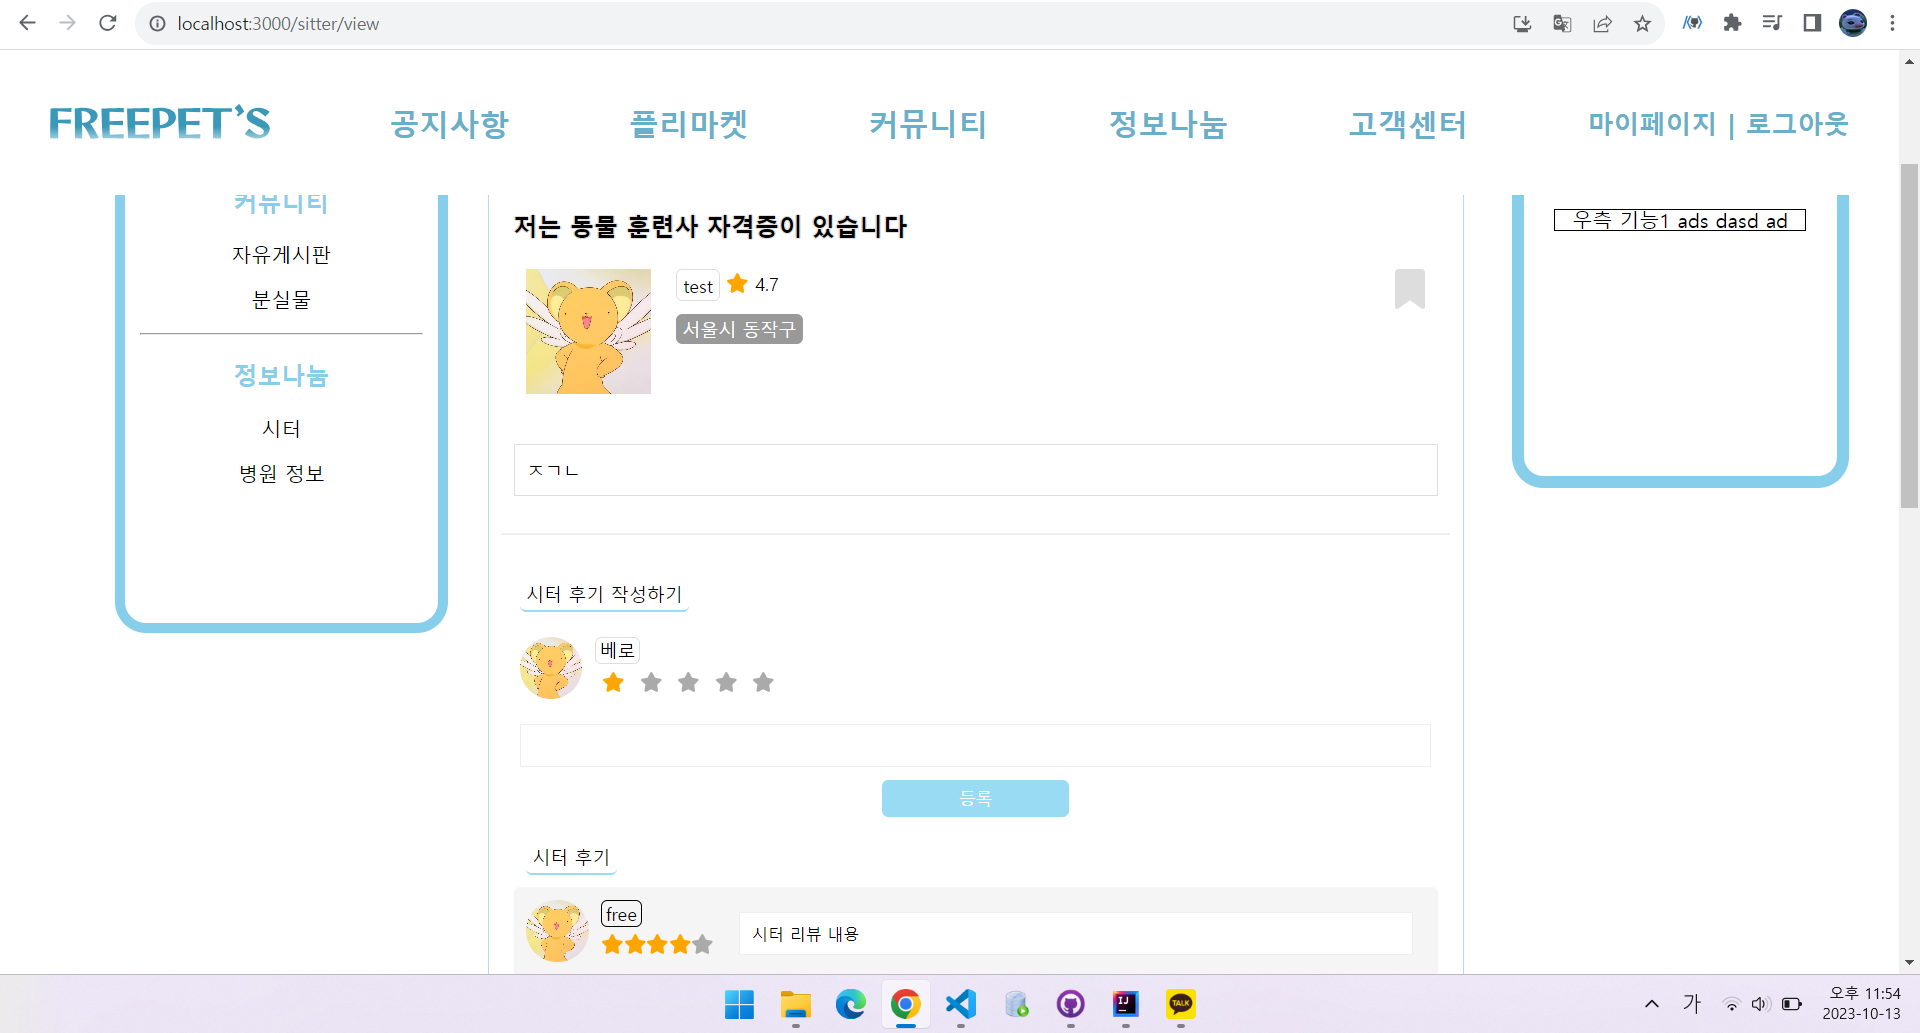 localhost:3000/sitter/view
FREEPET'S
공지사항
플리마켓
커뮤니티
정보나눔
고객센터
마이페이지 | 로그아웃
커뮤니티
자유게시판
분실물
정보나눔
시터
병원 정보
저는 동물 훈련사 자격증이 있습니다
test 4.7
서울시 동작구
ㅈㄱㄴ
시터 후기 작성하기
베로
등록
시터 후기
free
시터 리뷰 내용
우측 기능1 ads dasd ad
TALK
IJ
가
오후 11:54
2023-10-13